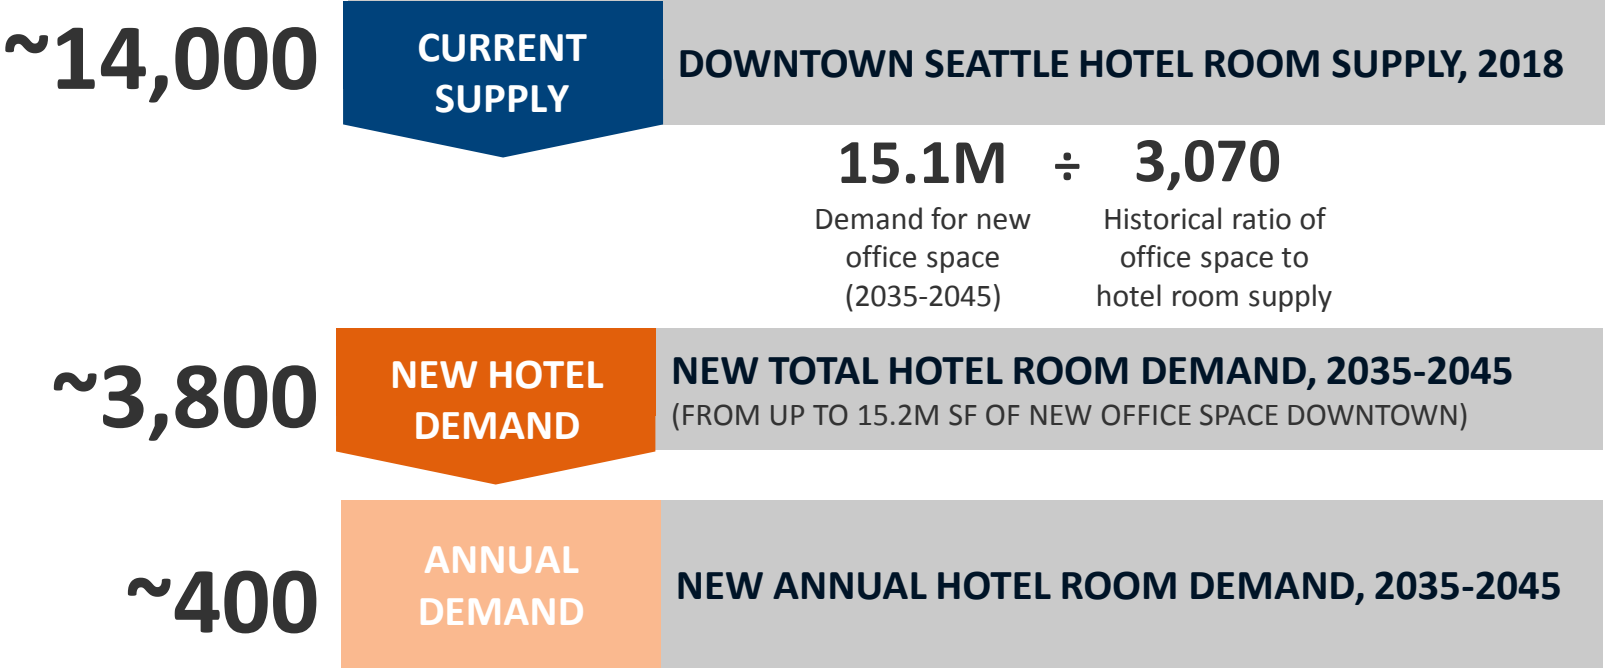 ~14,000
CURRENT
SUPPLY
DOWNTOWN SEATTLE HOTEL ROOM SUPPLY, 2018
15.1M ÷ 3,070
Demand for new
office space
(2035-2045)
Historical ratio of
office space to
hotel room supply
~3,800
NEW HOTEL
DEMAND
NEW TOTAL HOTEL ROOM DEMAND, 2035-2045
(FROM UP TO 15.2M SF OF NEW OFFICE SPACE DOWNTOWN)
~400
ANNUAL
DEMAND
NEW ANNUAL HOTEL ROOM DEMAND, 2035-2045